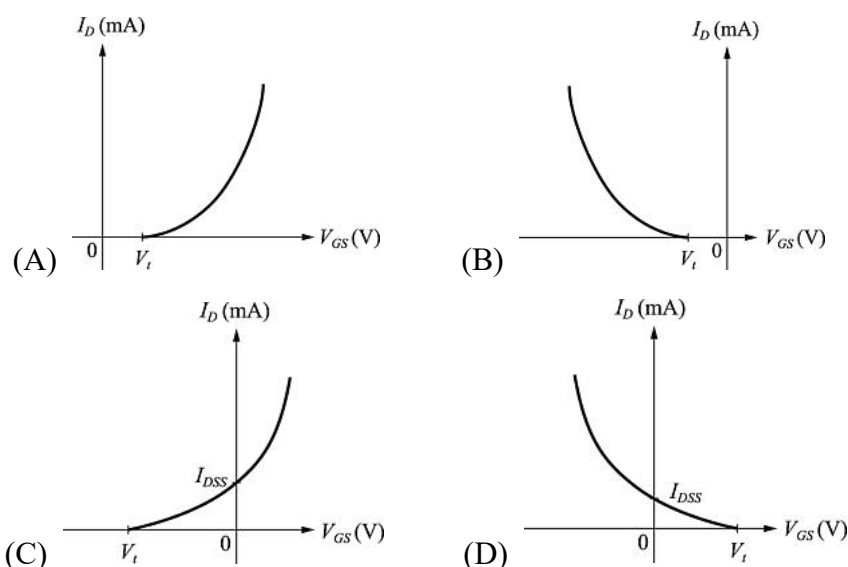 I_D (mA)
0
V_t
V_GS (V)
(A)
I_D (mA)
V_t
0
V_GS (V)
(B)
I_D (mA)
I_DSS
V_t
0
V_GS (V)
(C)
I_D (mA)
I_DSS
0
V_t
V_GS (V)
(D)